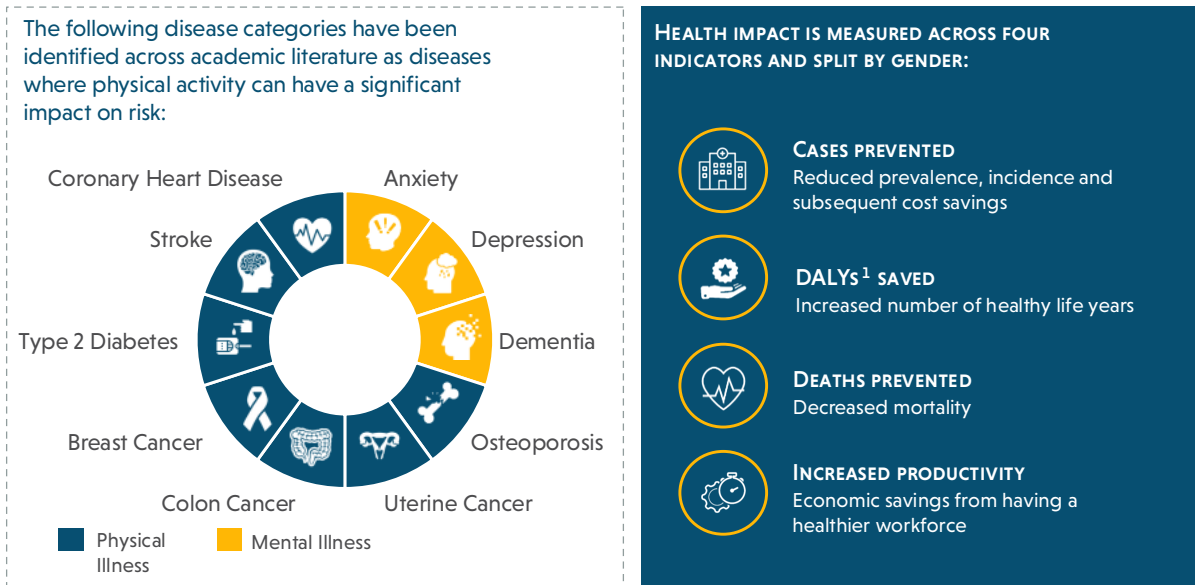 The following disease categories have been
identified across academic literature as diseases
where physical activity can have a significant
impact on risk:
Coronary Heart Disease
Anxiety
Stroke
Depression
Type 2 Diabetes
Dementia
Breast Cancer
Osteoporosis
Colon Cancer
Uterine Cancer
Physical
Illness
Mental Illness
HEALTH IMPACT IS MEASURED ACROSS FOUR
INDICATORS AND SPLIT BY GENDER:
CASES PREVENTED
Reduced prevalence, incidence and
subsequent cost savings
DALYS¹ SAVED
Increased number of healthy life years
DEATHS PREVENTED
Decreased mortality
INCREASED PRODUCTIVITY
Economic savings from having a
healthier workforce